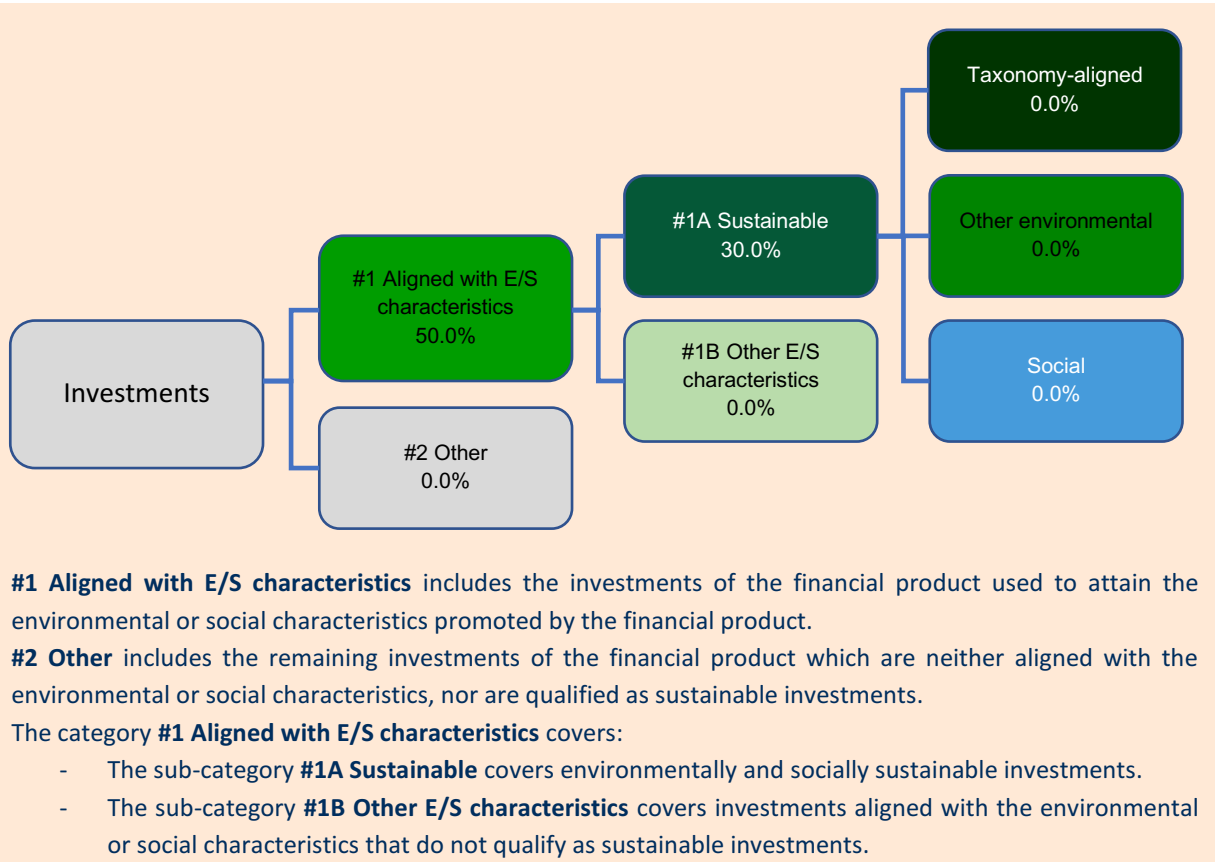 Taxonomy-aligned
0.0%
#1A Sustainable
30.0%
Other environmental
0.0%
#1 Aligned with E/S
characteristics
50.0%
Investments
#1B Other E/S
characteristics
0.0%
Social
0.0%
#2 Other
0.0%
#1 Aligned with E/S characteristics includes the investments of the financial product used to attain the
environmental or social characteristics promoted by the financial product.
#2 Other includes the remaining investments of the financial product which are neither aligned with the
environmental or social characteristics, nor are qualified as sustainable investments.
The category #1 Aligned with E/S characteristics covers:
- The sub-category #1A Sustainable covers environmentally and socially sustainable investments.
- The sub-category #1B Other E/S characteristics covers investments aligned with the environmental
or social characteristics that do not qualify as sustainable investments.